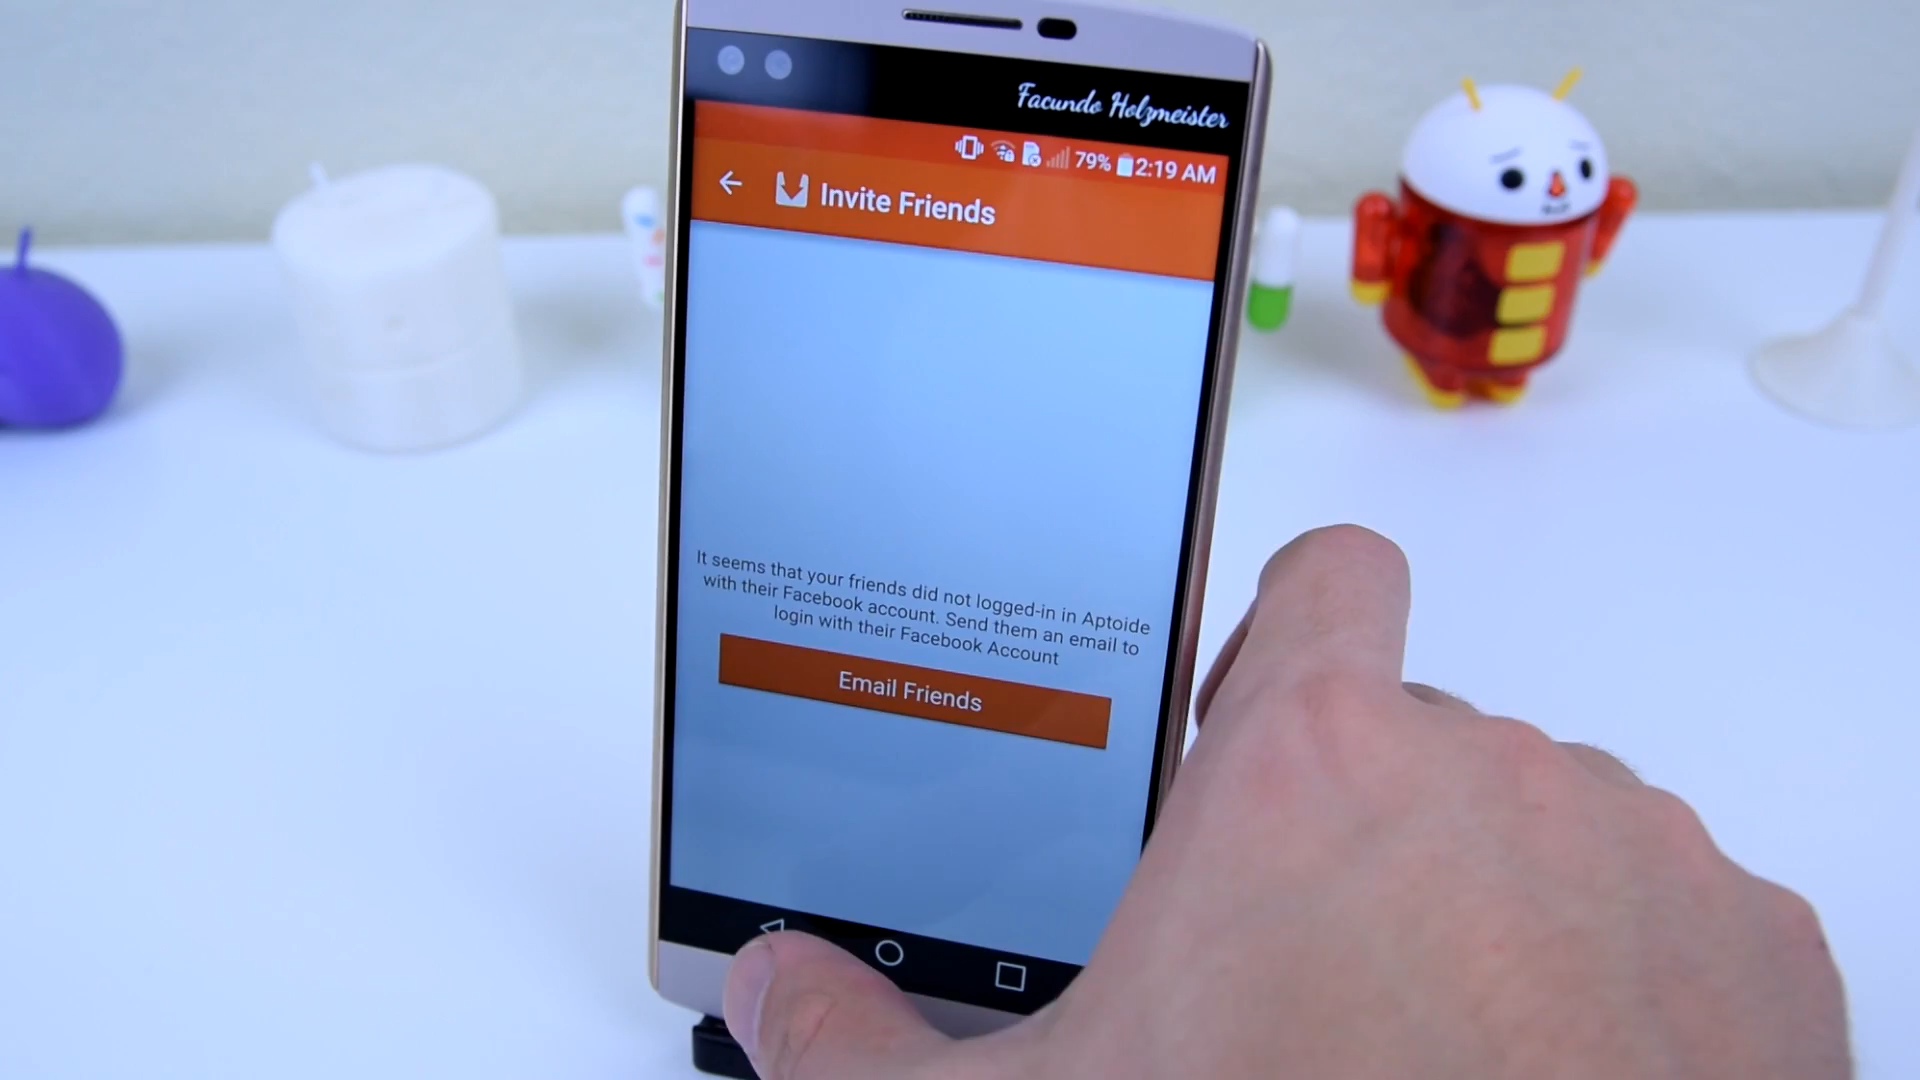 Facundo Holzmeister
79% 2:19 AM
Invite Friends
It seems that your friends did not logged-in in Aptoide
with their Facebook account. Send them an email to
login with their Facebook Account
Email Friends